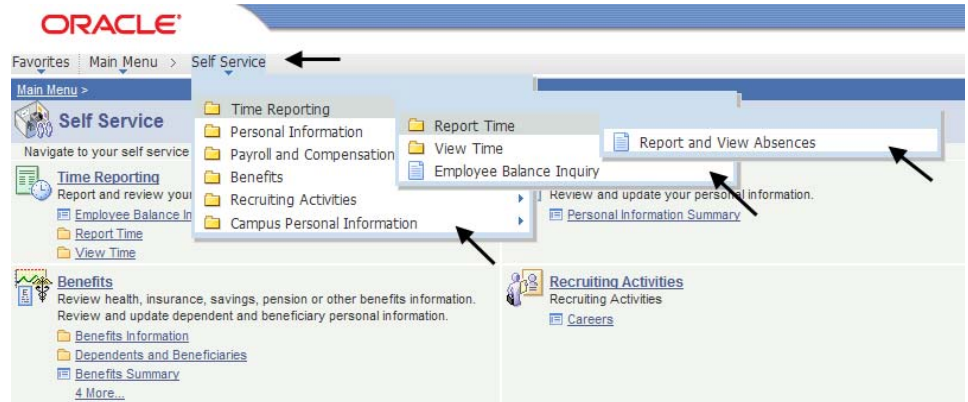 ORACLE'
Favorites Main Menu > Self Service
Main Menu >
Self Service
Navigate to your self service
Time Reporting
Personal Information
Payroll and Compensation
Benefits
Recruiting Activities
Campus Personal Information
Report Time
View Time
Employee Balance Inquiry
Report and View Absences
Time Reporting
Report and review your
Employee Balance In
Report Time
View Time
Review and update your personal information.
Personal Information Summary
Benefits
Review health, insurance, savings, pension or other benefits information.
Review and update dependent and beneficiary personal information.
Benefits Information
Dependents and Beneficiaries
Benefits Summary
4 More...
Recruiting Activities
Recruiting Activities
Careers